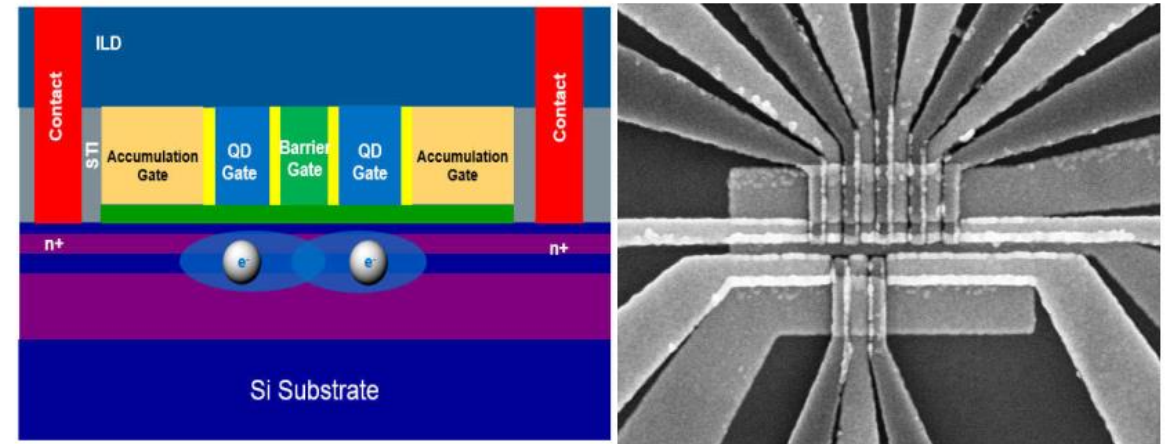 ILD
Contact
Contact
STI
Accumulation
Gate
QD
Gate
Barrier
Gate
QD
Gate
Accumulation
Gate
n+
n+
e-
e-
Si Substrate